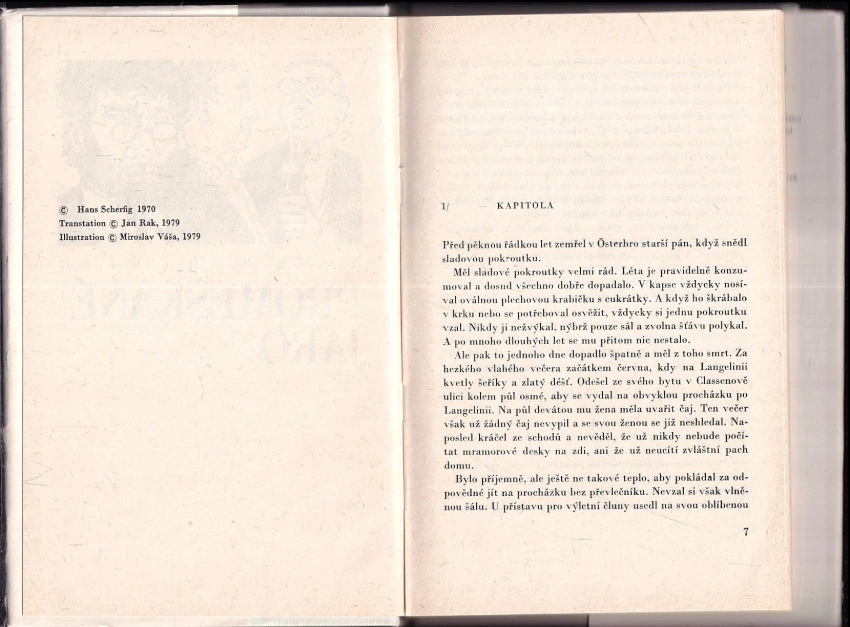 © Hans Scherfig 1970
Transtation © Jan Rak, 1979
Illustration © Miroslav Váša, 1979
1/ KAPITOLA
Před pěknou řádkou let zemřel v Österbro starší pán, když snědl
sladovou pokroutku.
Měl sladové pokroutky velmi rád. Léta je pravidelně konzu-
moval a dosud všechno dobře dopadalo. V kapse vždycky nosí-
val oválnou plechovou krabičku s cukrátky. A když ho škrábalo
v krku nebo se potřeboval osvěžit, vždycky si jednu pokroutku
vzal. Nikdy ji nežvýkal, nýbrž pouze sál a zvolna šťávu polykal.
A po mnoho dlouhých let se mu přitom nic nestalo.
Ale pak to jednoho dne dopadlo špatně a měl z toho smrt. Za
hezkého vlahého večera začátkem června, kdy na Langelinii
kvetly šeříky a zlatý déšť. Odešel ze svého bytu v Classenově
ulici kolem půl osmé, aby se vydal na obvyklou procházku po
Langelinii. Na půl devátou mu žena měla uvařit čaj. Ten večer
však už žádný čaj nevypil a se svou ženou se již neshledal. Na-
posled kráčel ze schodů a nevěděl, že už nikdy nebude počí-
tat mramorové desky na zdi, ani že už neucítí zvláštní pach
domu.
Bylo příjemně, ale ještě ne takové teplo, aby pokládal za od-
povědné jít na procházku bez převlečníku. Nevzal si však vlně-
nou šálu. U přístavu pro výletní čluny usedl na svou oblíbenou
7